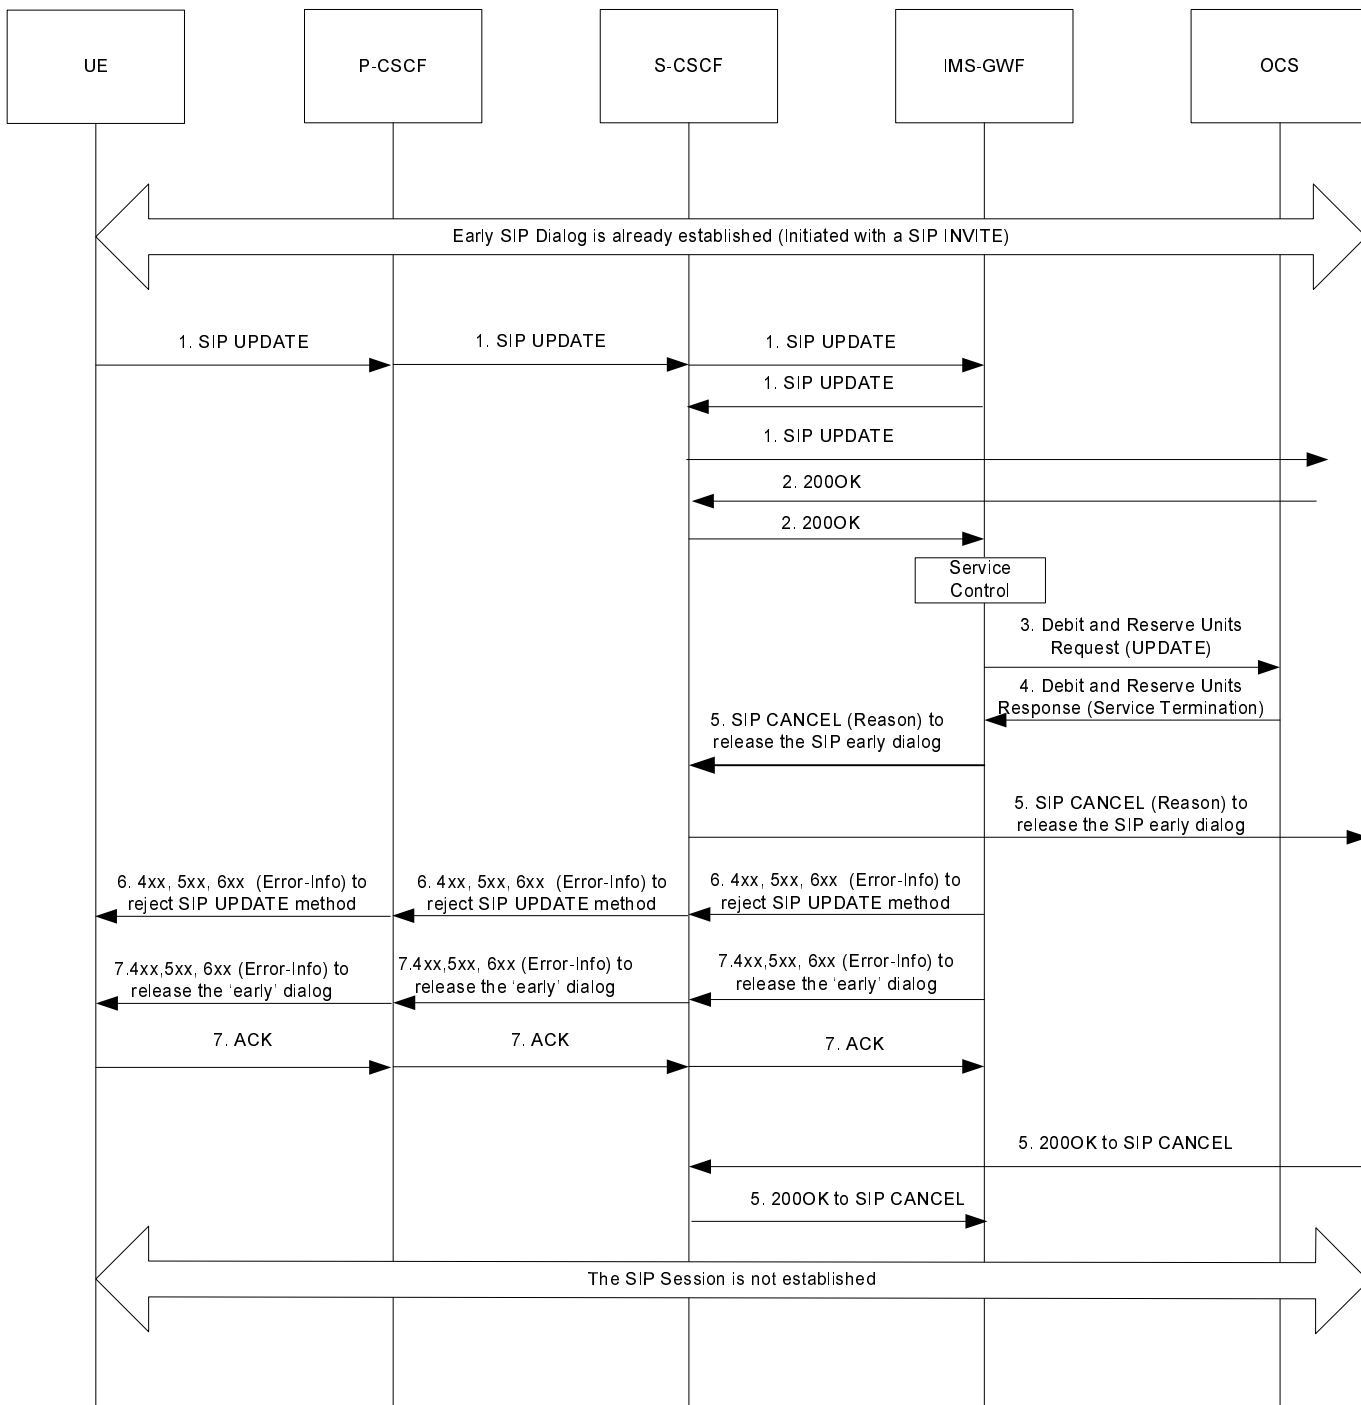 UE
P-CSCF
S-CSCF
IMS-GWF
OCS
Early SIP Dialog is already established (Initiated with a SIP INVITE)
1. SIP UPDATE
1. SIP UPDATE
1. SIP UPDATE
1. SIP UPDATE
1. SIP UPDATE
2. 200OK
2. 200OK
Service
Control
3. Debit and Reserve Units
Request (UPDATE)
4. Debit and Reserve Units
Response (Service Termination)
5. SIP CANCEL (Reason) to
release the SIP early dialog
5. SIP CANCEL (Reason) to
release the SIP early dialog
6. 4xx, 5xx, 6xx  (Error-Info) to
reject SIP UPDATE method
6. 4xx, 5xx, 6xx  (Error-Info) to
reject SIP UPDATE method
6. 4xx, 5xx, 6xx  (Error-Info) to
reject SIP UPDATE method
7.4xx,5xx, 6xx (Error-Info) to
release the ‘early’ dialog
7.4xx,5xx, 6xx (Error-Info) to
release the ‘early’ dialog
7.4xx,5xx, 6xx (Error-Info) to
release the ‘early’ dialog
7. ACK
7. ACK
7. ACK
5. 200OK to SIP CANCEL
5. 200OK to SIP CANCEL
The SIP Session is not established